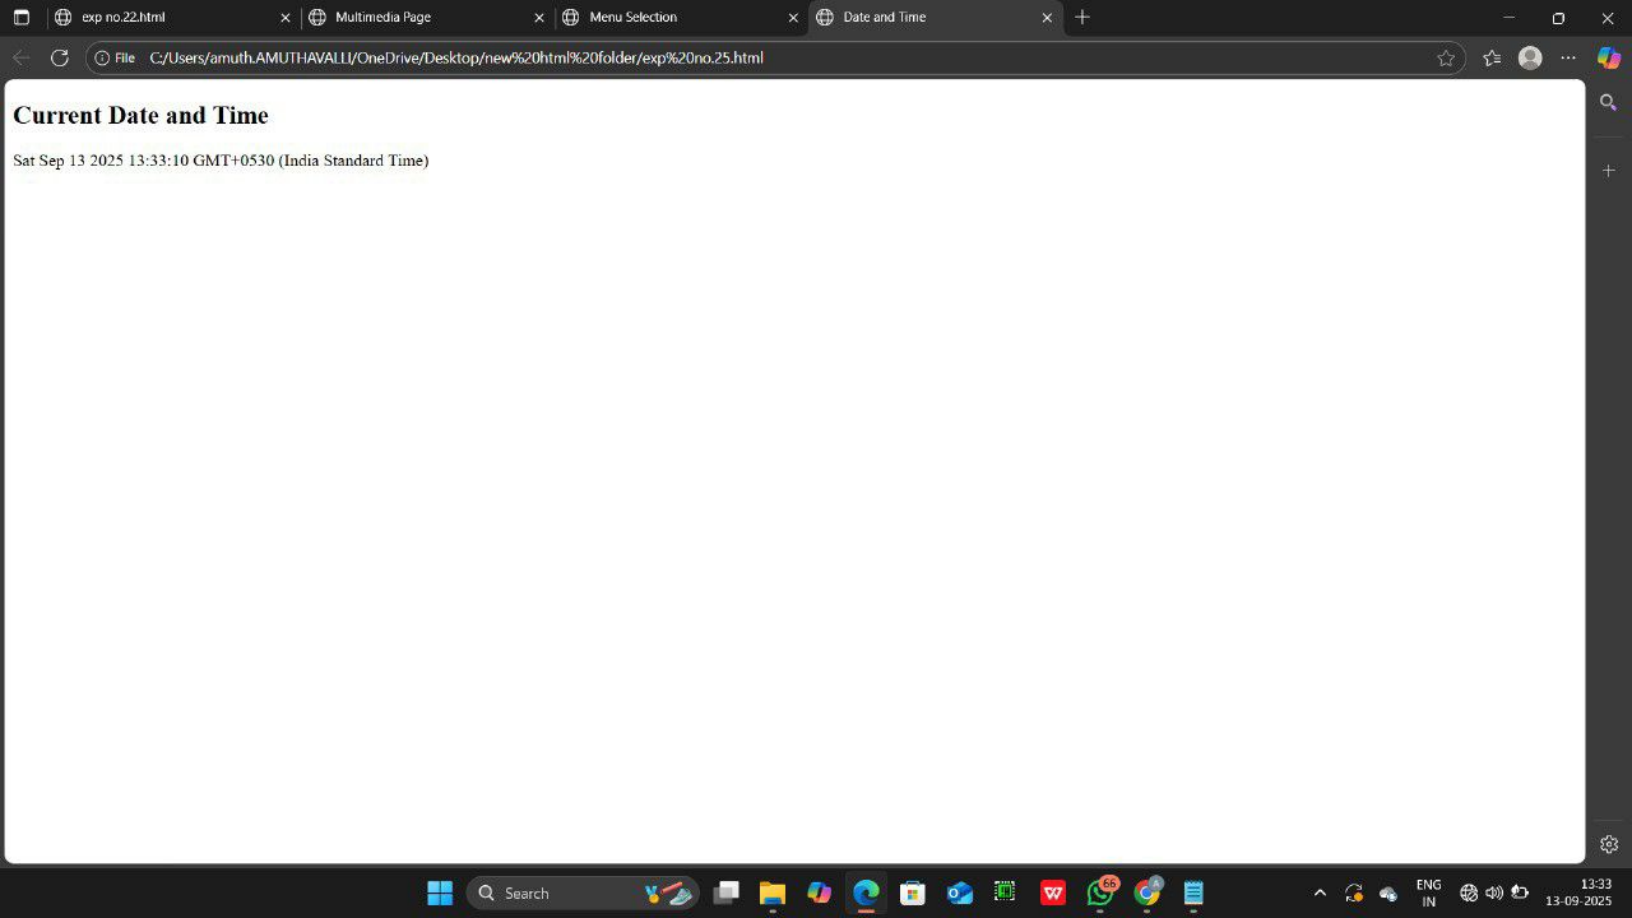 exp no.22.html
Multimedia Page
Menu Selection
Date and Time
File C:/Users/amuth.AMUTHAVALLI/OneDrive/Desktop/new%20html%20folder/exp%20no.25.html
Current Date and Time
Sat Sep 13 2025 13:33:10 GMT+0530 (India Standard Time)
Search
66
A
ENG
IN
13:33
13-09-2025